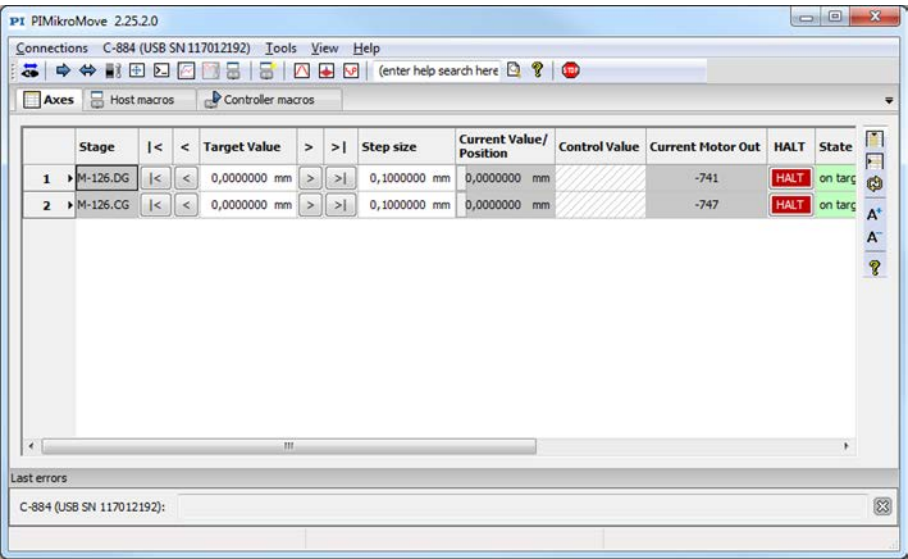 PI PIMikroMove 2.25.2.0
Connections C-884 (USB SN 117012192) Tools View Help
(enter help search here STOP
Axes Host macros Controller macros
Stage |< < Target Value > >| Step size Current Value/ Position Control Value Current Motor Out HALT State
1 M-126.DG |< < 0,0000000 mm > >| 0,1000000 mm 0,0000000 mm -741 HALT on targ
2 M-126.CG |< < 0,0000000 mm > >| 0,1000000 mm 0,0000000 mm -747 HALT on targ
A+
A-
Last errors
C-884 (USB SN 117012192):